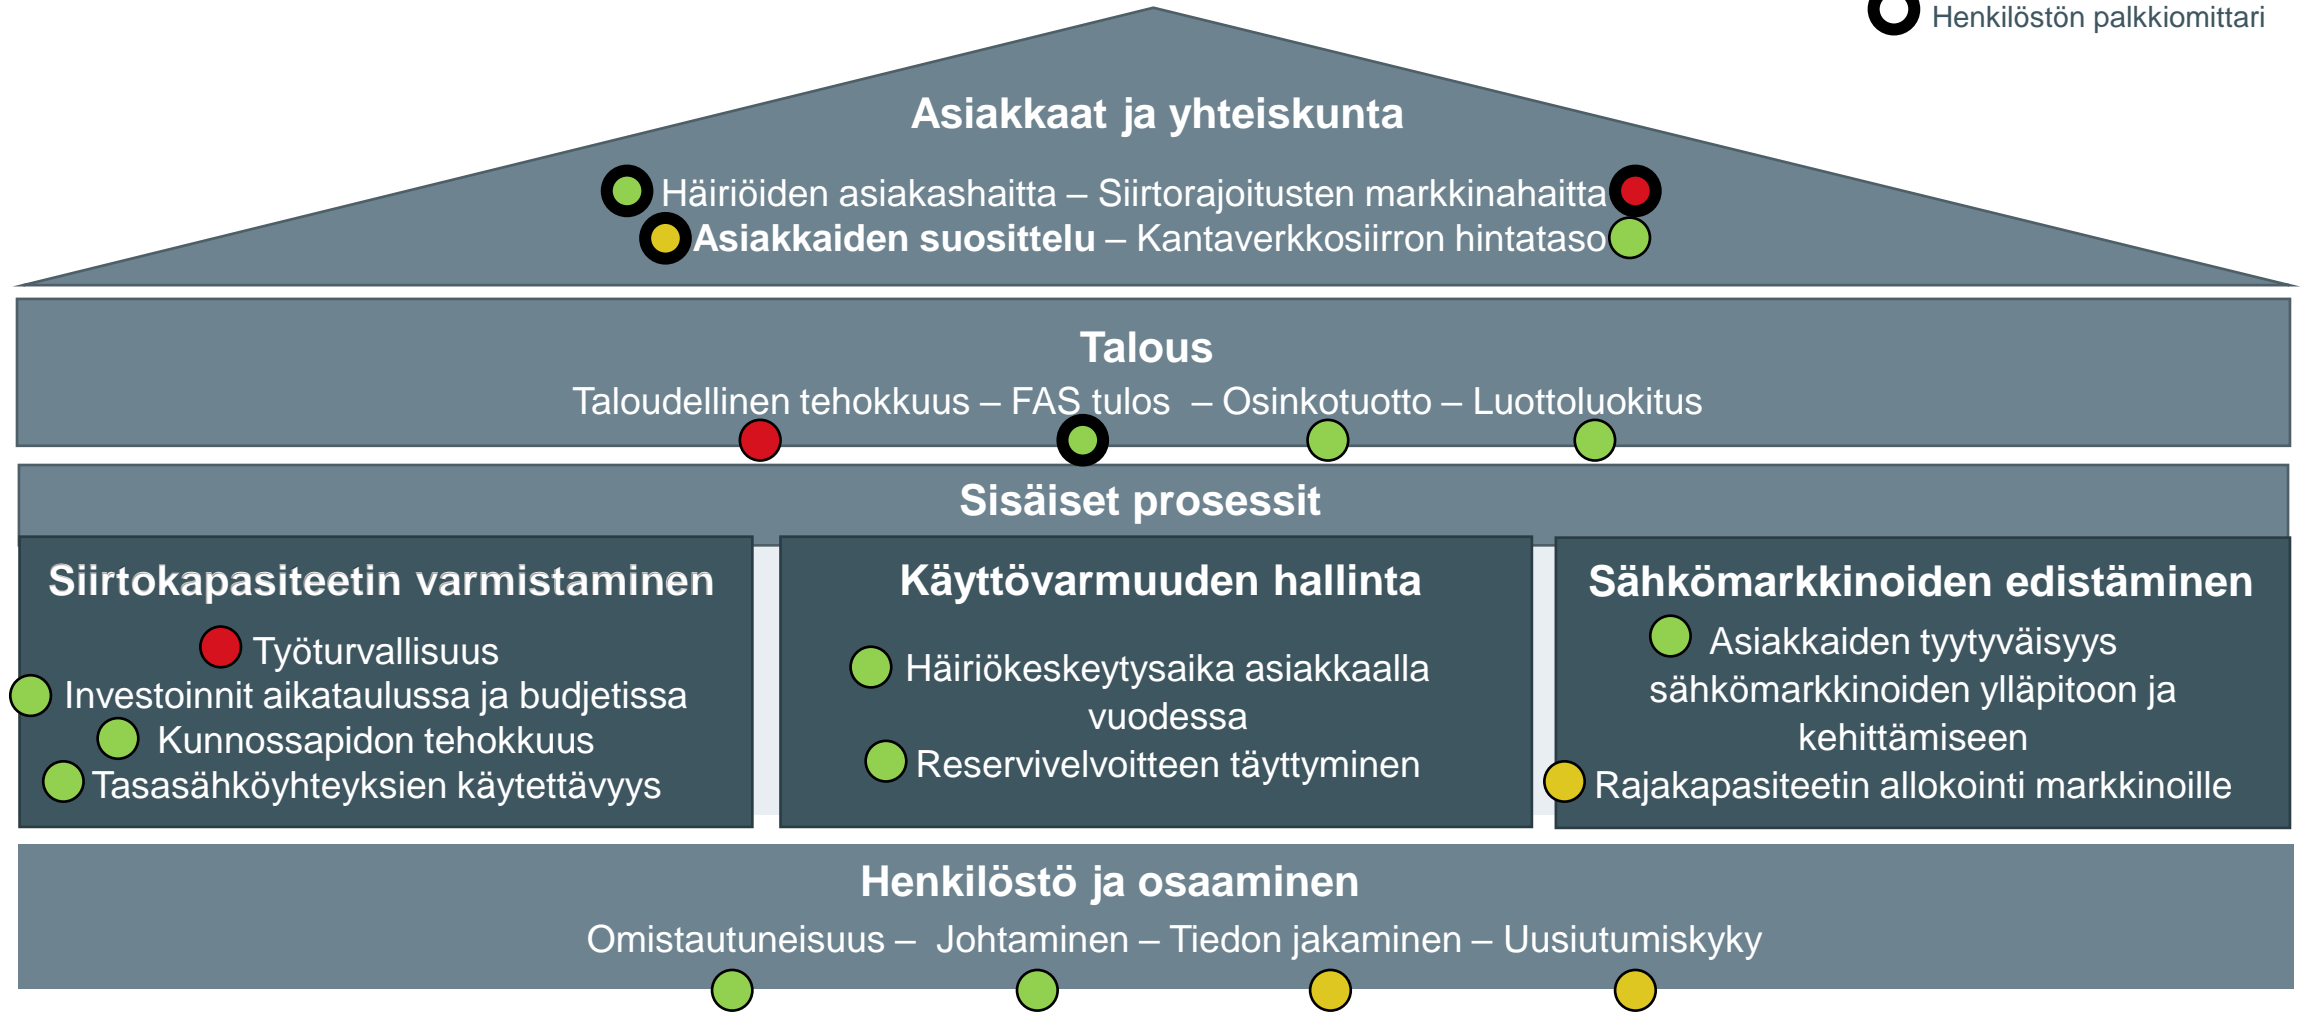 Henkilöstön palkkiomittari
Asiakkaat ja yhteiskunta
Häiriöiden asiakashaitta – Siirtorajoitusten markkinahaitta
Asiakkaiden suosittelu – Kantaverkkosiirron hintataso
Talous
Taloudellinen tehokkuus – FAS tulos – Osinkotuotto – Luottoluokitus
Sisäiset prosessit
Siirtokapasiteetin varmistaminen
Työturvallisuus
Investoinnit aikataulussa ja budjetissa
Kunnossapidon tehokkuus
Tasasähköyhteyksien käytettävyys
Käyttövarmuuden hallinta
Häiriökeskeytysaika asiakkaalla
vuodessa
Reservivelvoitteen täyttyminen
Sähkömarkkinoiden edistäminen
Asiakkaiden tyytyväisyys
sähkömarkkinoiden ylläpitoon ja
kehittämiseen
Rajakapasiteetin allokointi markkinoille
Henkilöstö ja osaaminen
Omistautuneisuus – Johtaminen – Tiedon jakaminen – Uusiutumiskyky